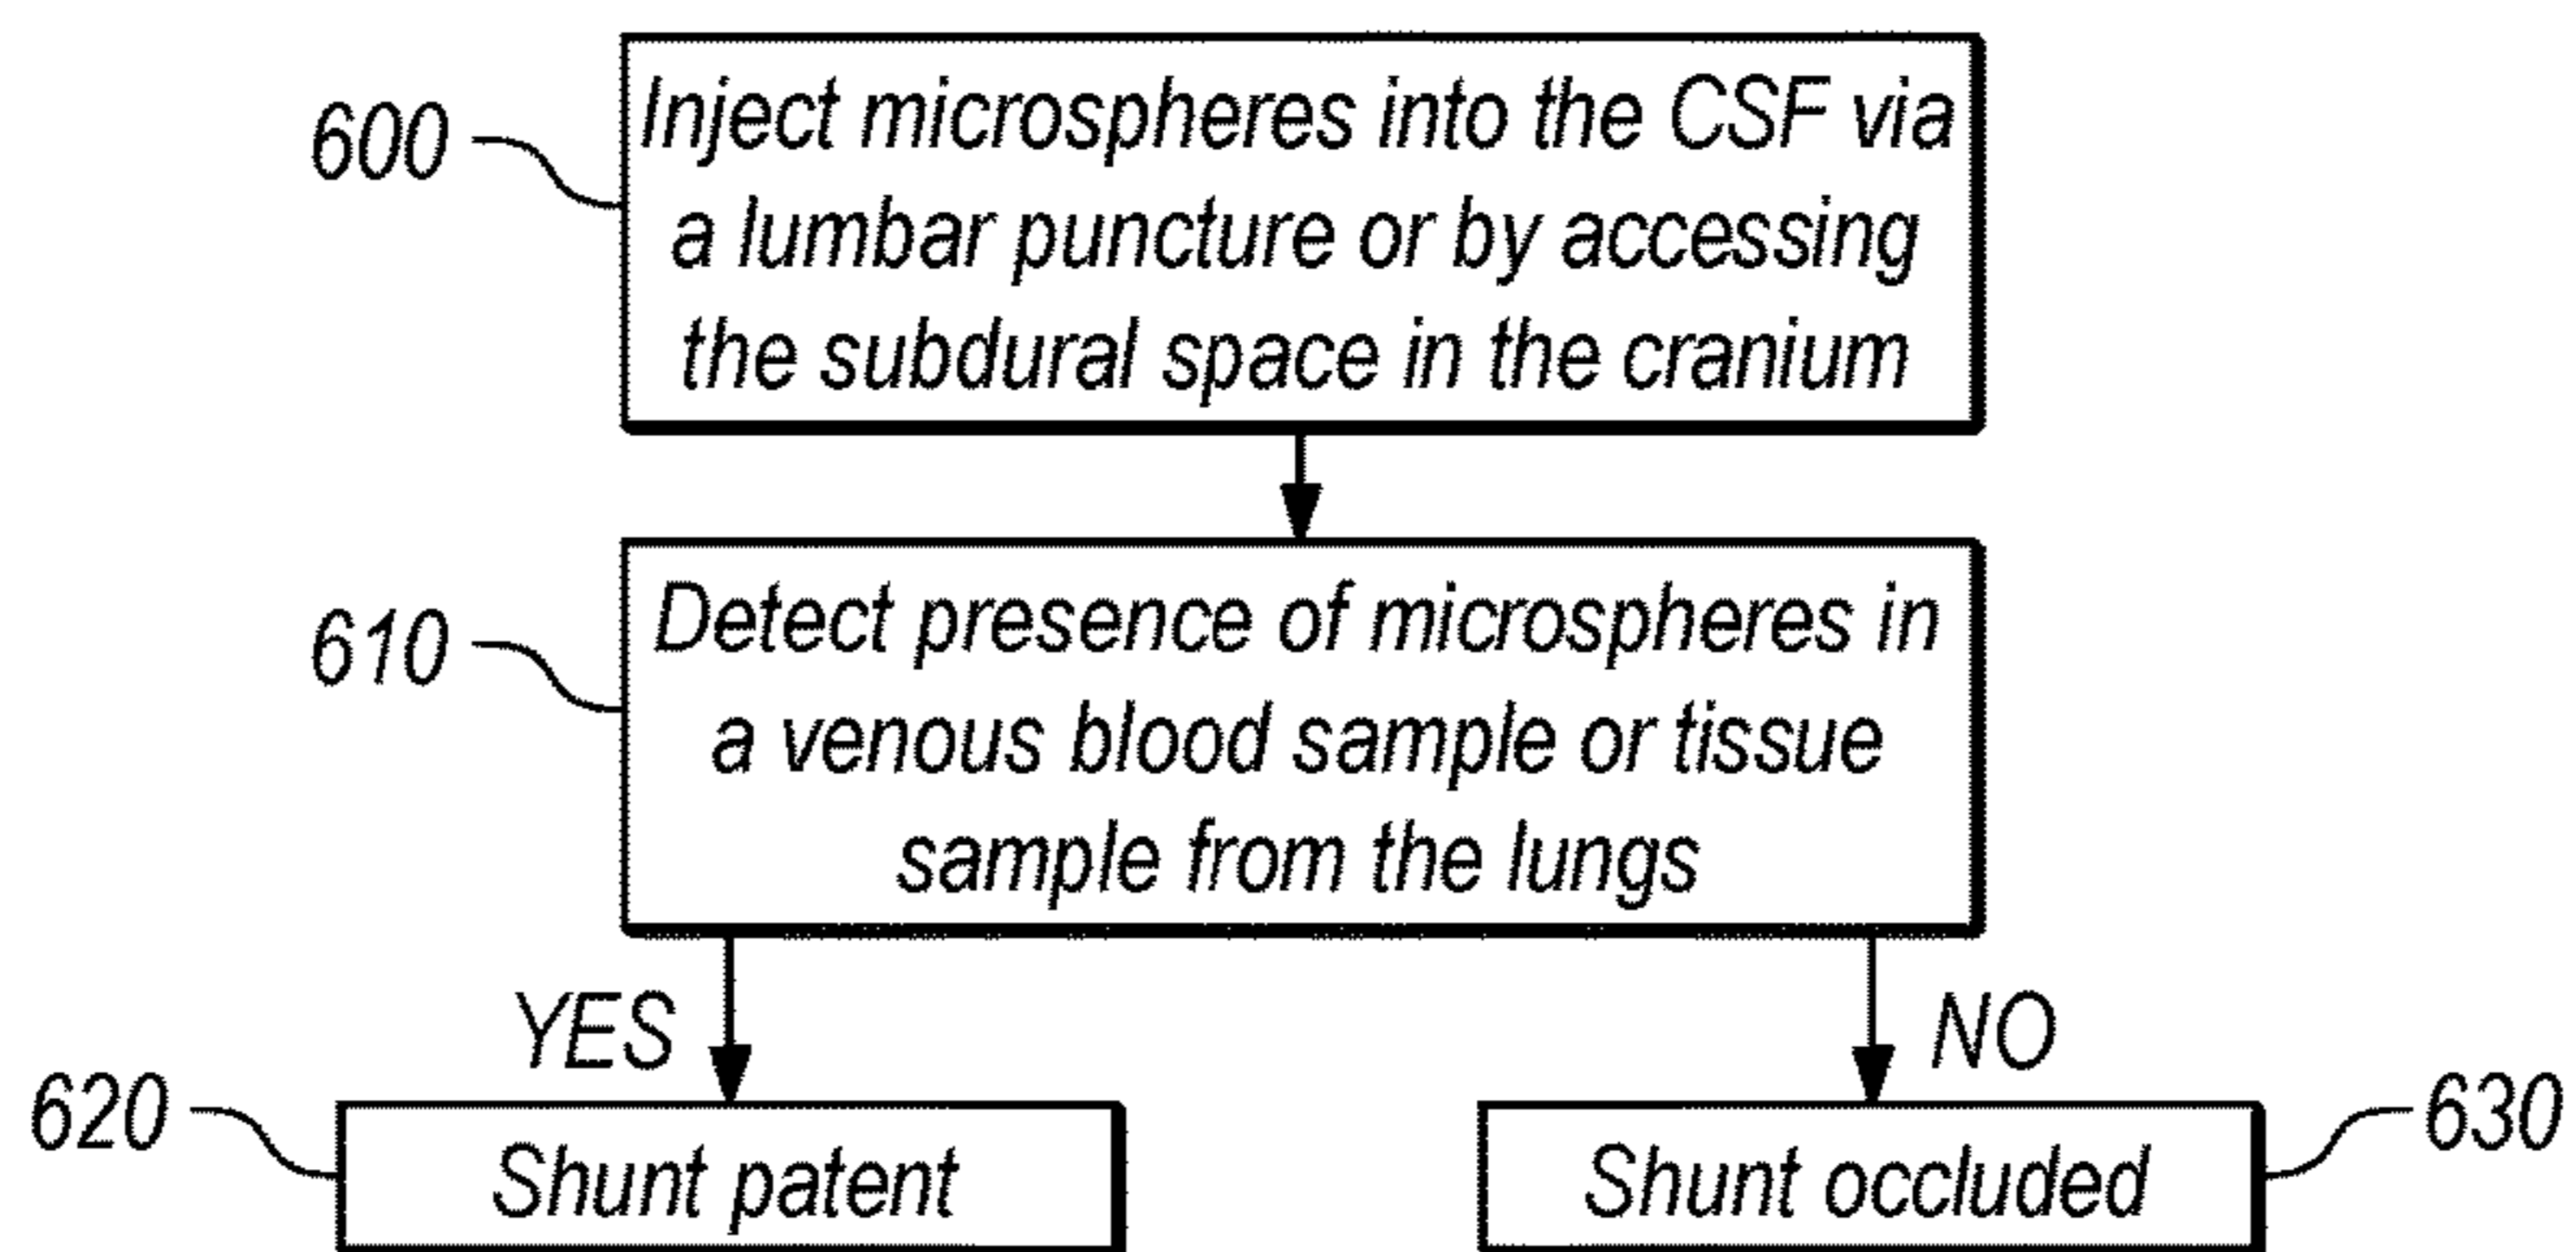 600
Inject microspheres into the CSF via
a lumbar puncture or by accessing
the subdural space in the cranium
610
Detect presence of microspheres in
a venous blood sample or tissue
sample from the lungs
YES
NO
620
Shunt patent
Shunt occluded
630